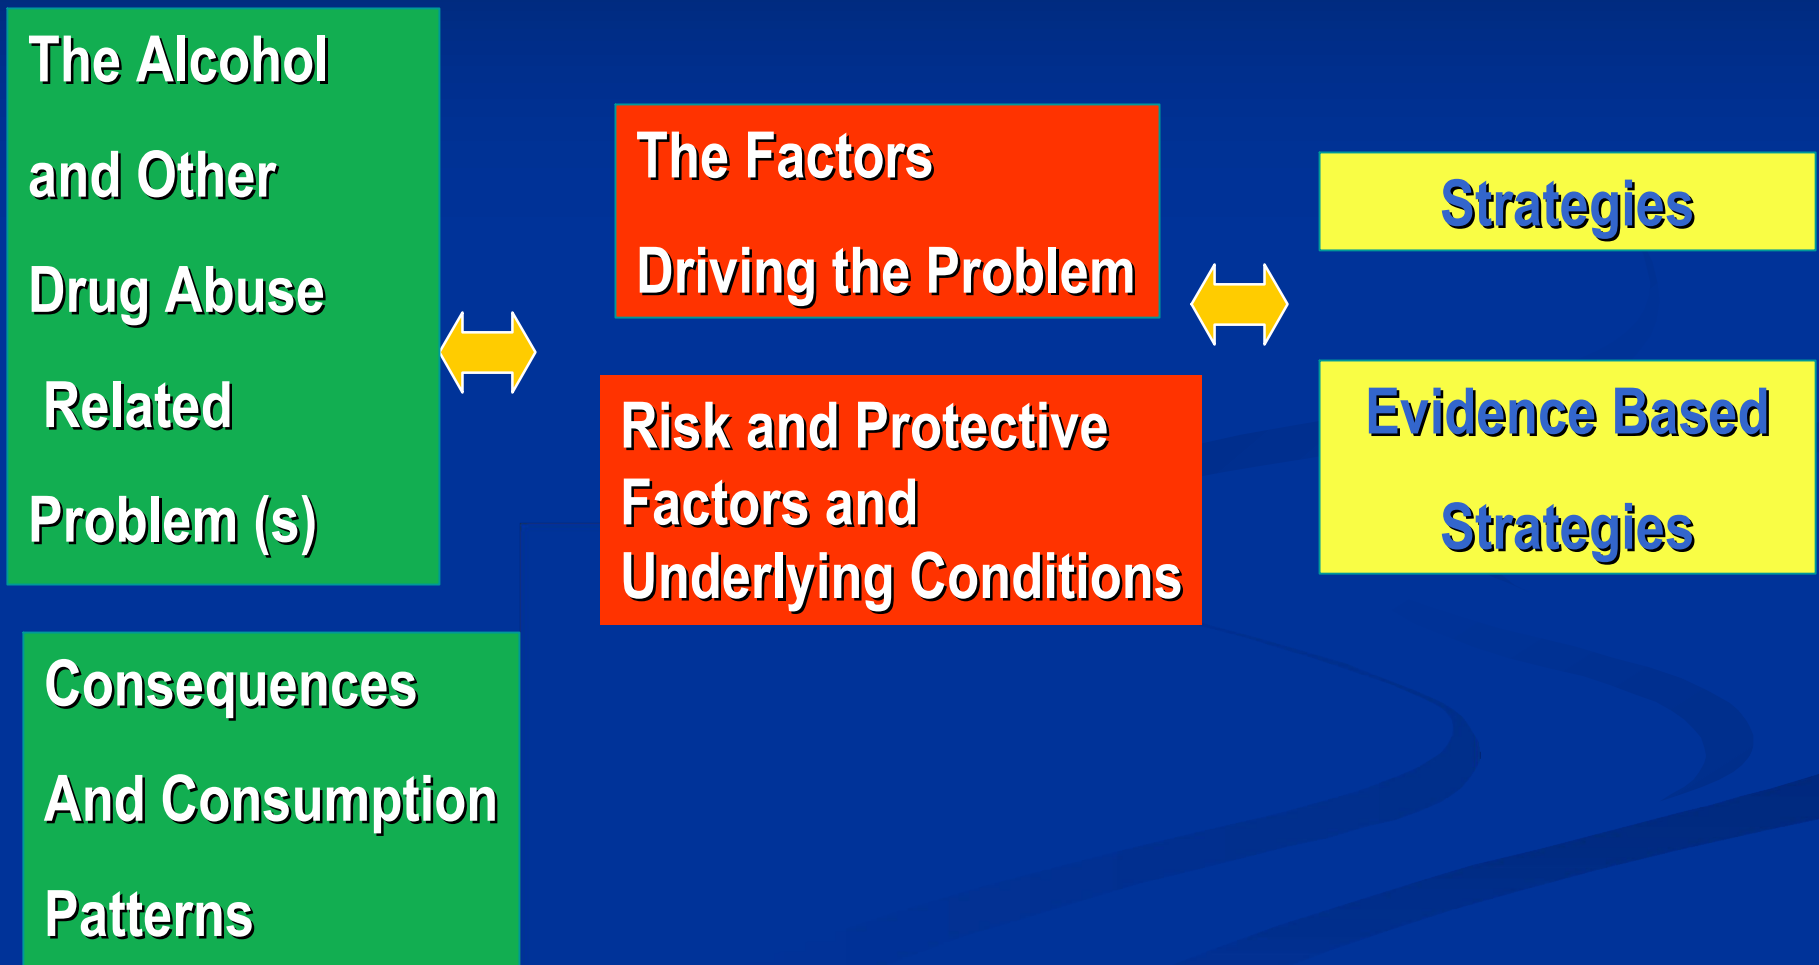 The Alcohol
and Other
Drug Abuse
Related
Problem (s)
Consequences
And Consumption
Patterns
The Factors
Driving the Problem
Risk and Protective
Factors and
Underlying Conditions
Strategies
Evidence Based
Strategies